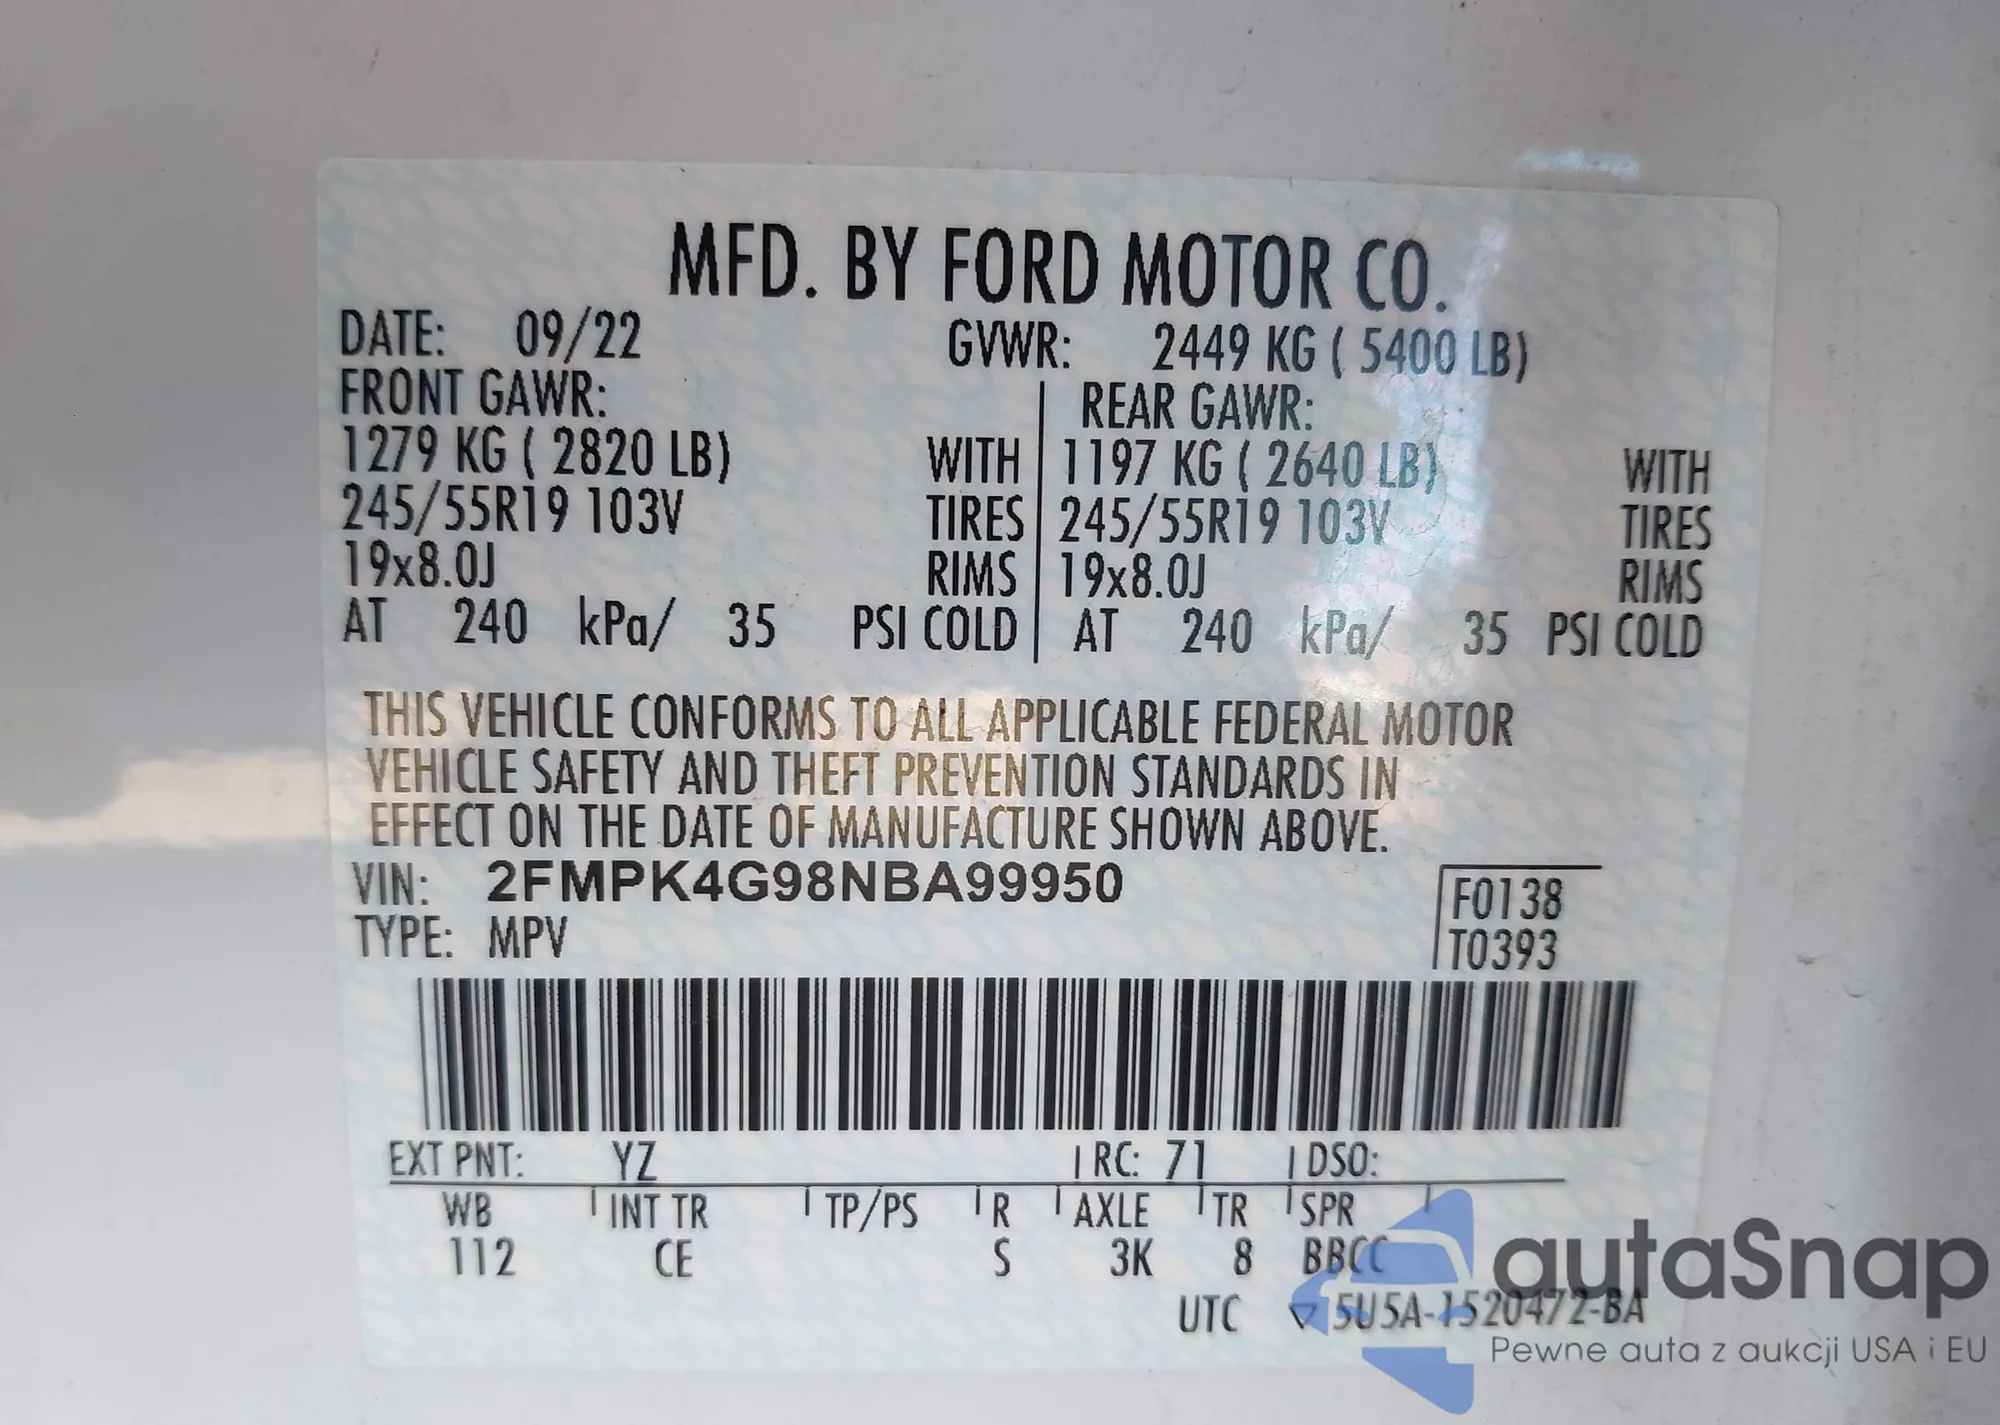 MFD. BY FORD MOTOR CO.
DATE: 09/22 GVWR: 2449 KG ( 5400 LB)
FRONT GAWR: REAR GAWR:
1279 KG ( 2820 LB) WITH 1197 KG ( 2640 LB) WITH
245/55R19 103V TIRES 245/55R19 103V TIRES
19x8.0J RIMS 19x8.0J RIMS
AT 240 kPa/ 35 PSI COLD AT 240 kPa/ 35 PSI COLD
THIS VEHICLE CONFORMS TO ALL APPLICABLE FEDERAL MOTOR
VEHICLE SAFETY AND THEFT PREVENTION STANDARDS IN
EFFECT ON THE DATE OF MANUFACTURE SHOWN ABOVE.
VIN: 2FMPK4G98NBA99950
TYPE: MPV
F0138
T0393
EXT PNT: YZ RC: 71 DSO:
WB INT TR TP/PS R AXLE TR SPR
112 CE S 3K 8 BBCC
UTC ▽ 5U5A-1520472-BA
autaSnap
Pewne auta z aukcji USA i EU